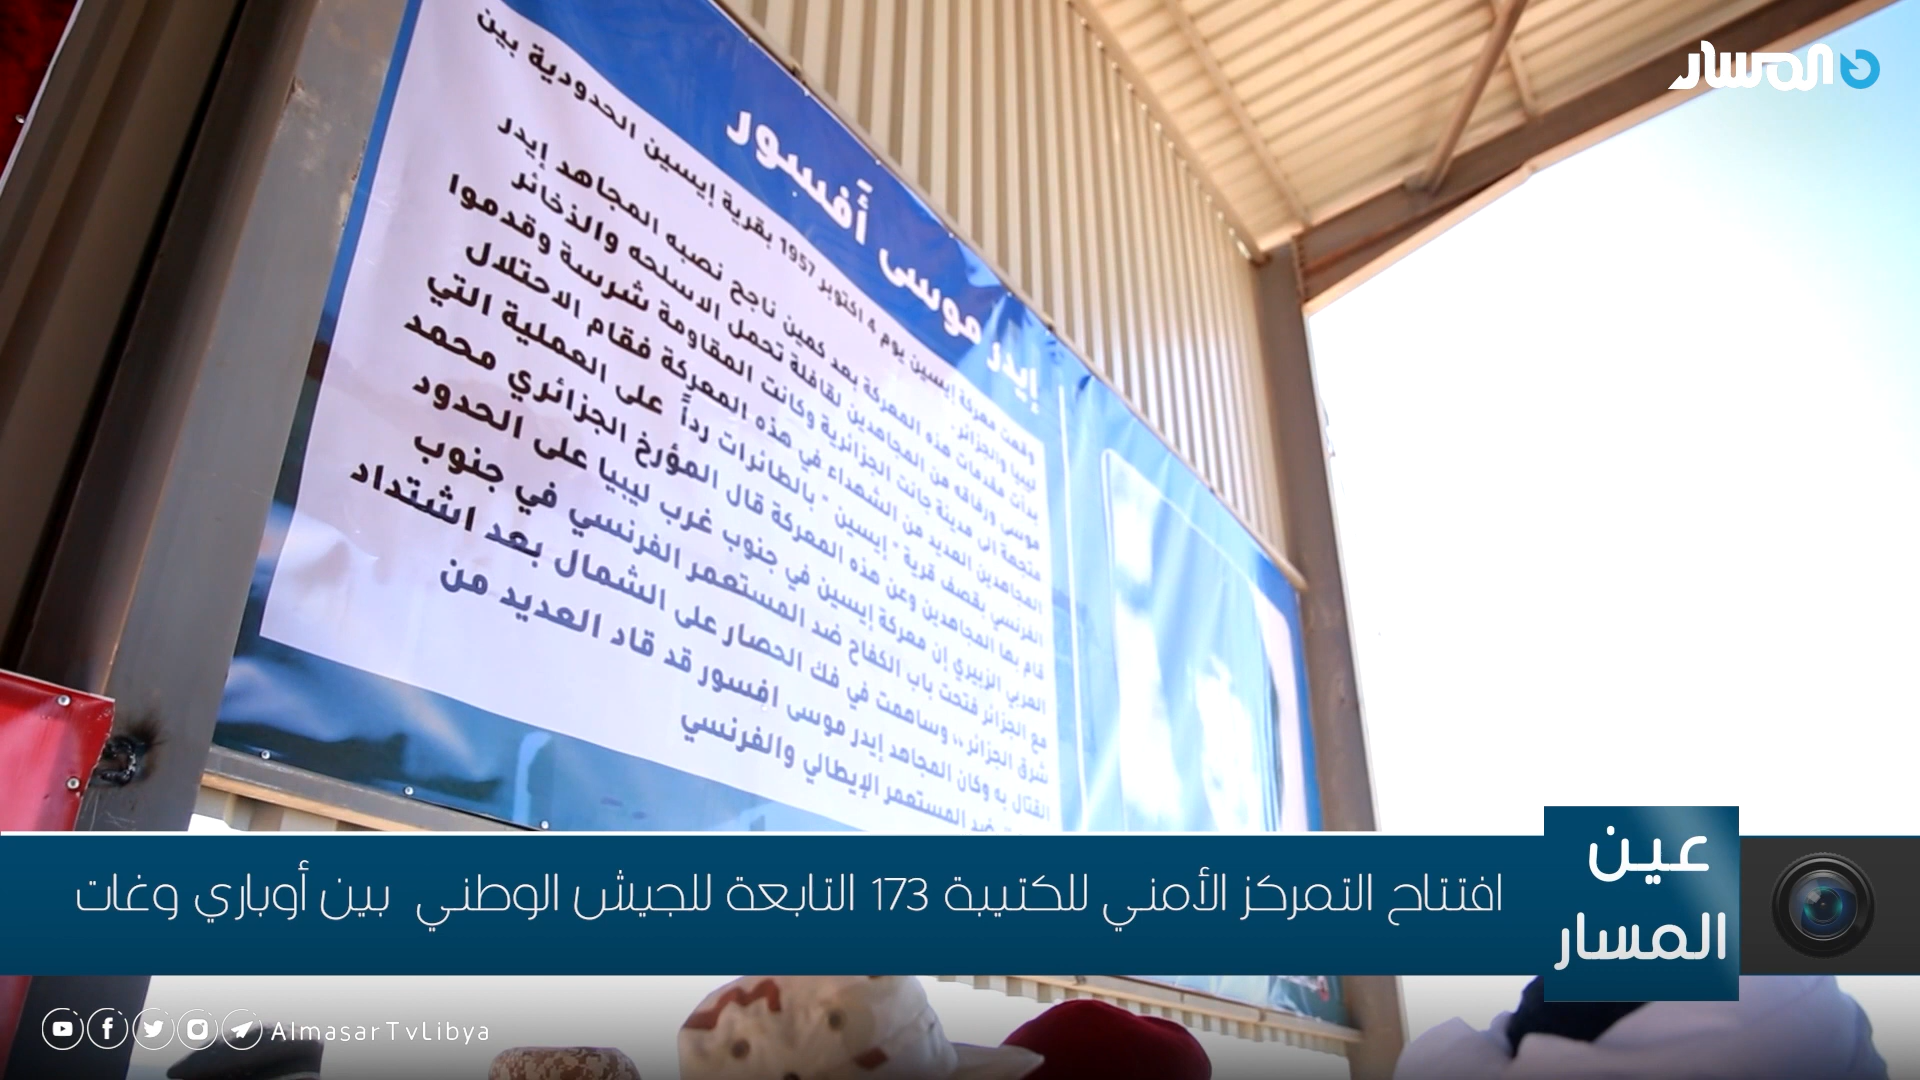 المسار
إيدر موسى أفسور
وقعت معركة إيسين يوم 4 اكتوبر 1957 بقرية إيسين الحدودية بين
ليبيا والجزائر .
بدأت مقدمات هذه المعركة بعد كمين ناجح نصبه المجاهد إيدر
موسى ورفاقه من المجاهدين لقافلة تحمل الاسلحه والذخائر
متجهة الى مدينة جانت الجزائرية وكانت المقاومة شرسة وقدموا
المجاهدين العديد من الشهداء في هذه المعركة فقام الاحتلال
الفرنسي بقصف قرية " إيسين " بالطائرات رداً على العملية التي
قام بها المجاهدين وعن هذه المعركة قال المؤرخ الجزائري محمد
العربي الزبيري إن معركة إيسين في جنوب غرب ليبيا على الحدود
مع الجزائر فتحت باب الكفاح ضد المستعمر الفرنسي في جنوب
شرق الجزائر .. وساهمت في فك الحصار على الشمال بعد اشتداد
القتال به وكان المجاهد إيدر موسى افسور قد قاد العديد من
ضد المستعمر الإيطالي والفرنسي
عين
المسار
افتتاح التمركز الأمني للكتيبة 173 التابعة للجيش الوطني بين أوباري وغات
AlmasarTvLibya